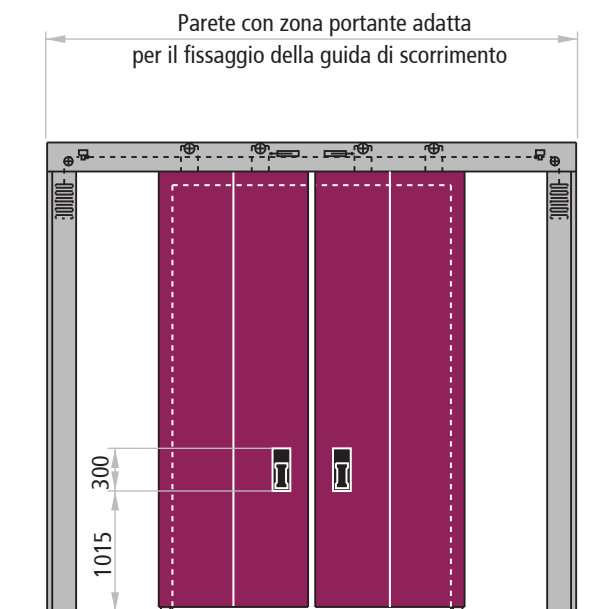 Parete con zona portante adatta
per il fissaggio della guida di scorrimento
300
1015